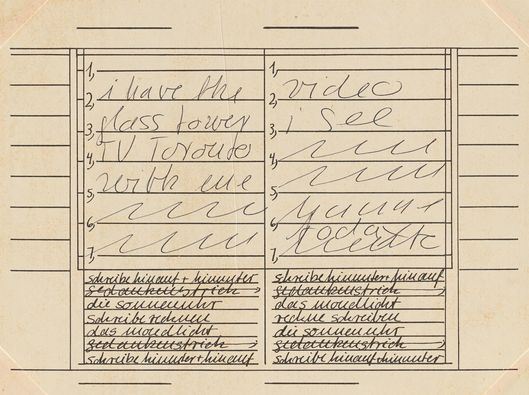 1,
2, i have the
3, glass tower
4, TV Toronto
5, with me
6,
7,
schreibe hinauf + hinunter
gedankenstrich,
die sonnenuhr
schreibe rechnen
das mondlicht
gedankenstrich,
schreibe hinunter + hinauf
1,
2, video
3, i see
4,
5,
6,
today
7,
schreibe hinunter + hinauf
gedankenstrich,
das mondlicht
rechne schreiben
die sonnenuhr
gedankenstrich,
schreibe hinauf + hinunter